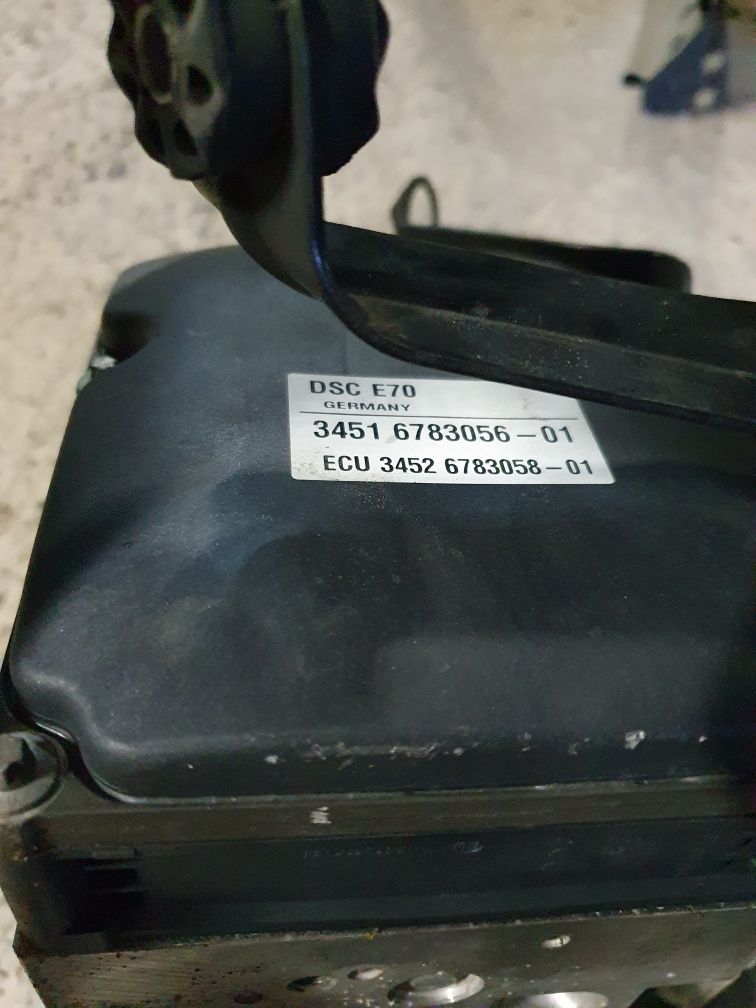 DSC E70
GERMANY
3451 6783056-01
ECU 3452 6783058-01